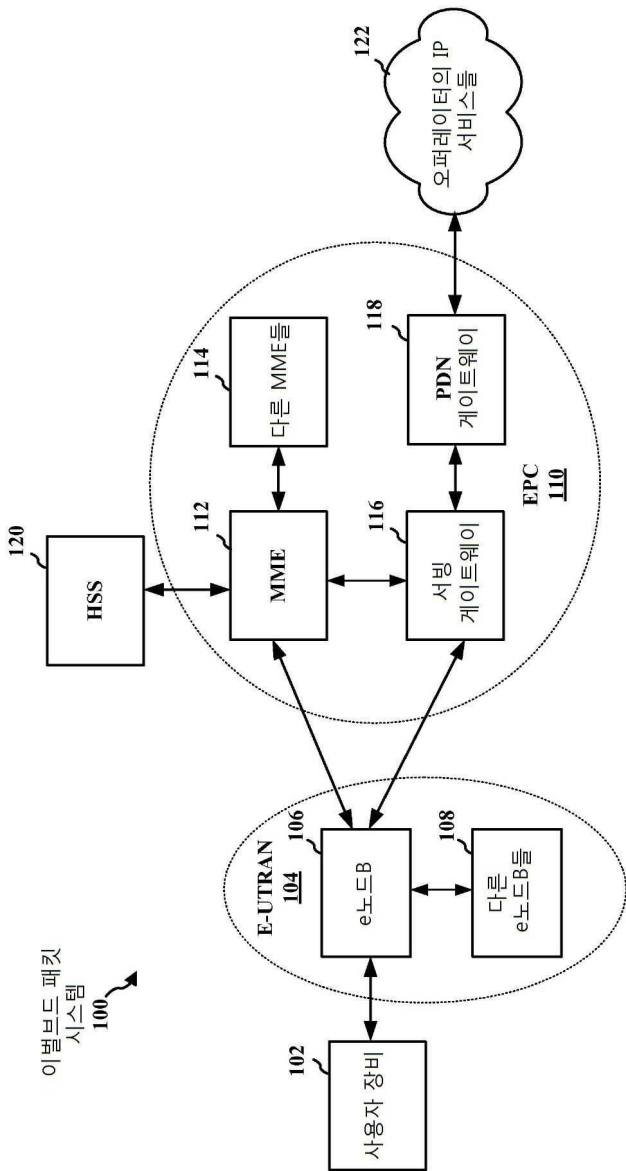 이벌브드 패킷
시스템
100
120
HSS
E-UTRAN
104
102
사용자 장비
106
e노드B
108
다른
e노드B들
112
MME
114
다른 MME들
116
서빙
게이트웨이
118
PDN
게이트웨이
EPC
110
122
오퍼레이터의 IP
서비스들